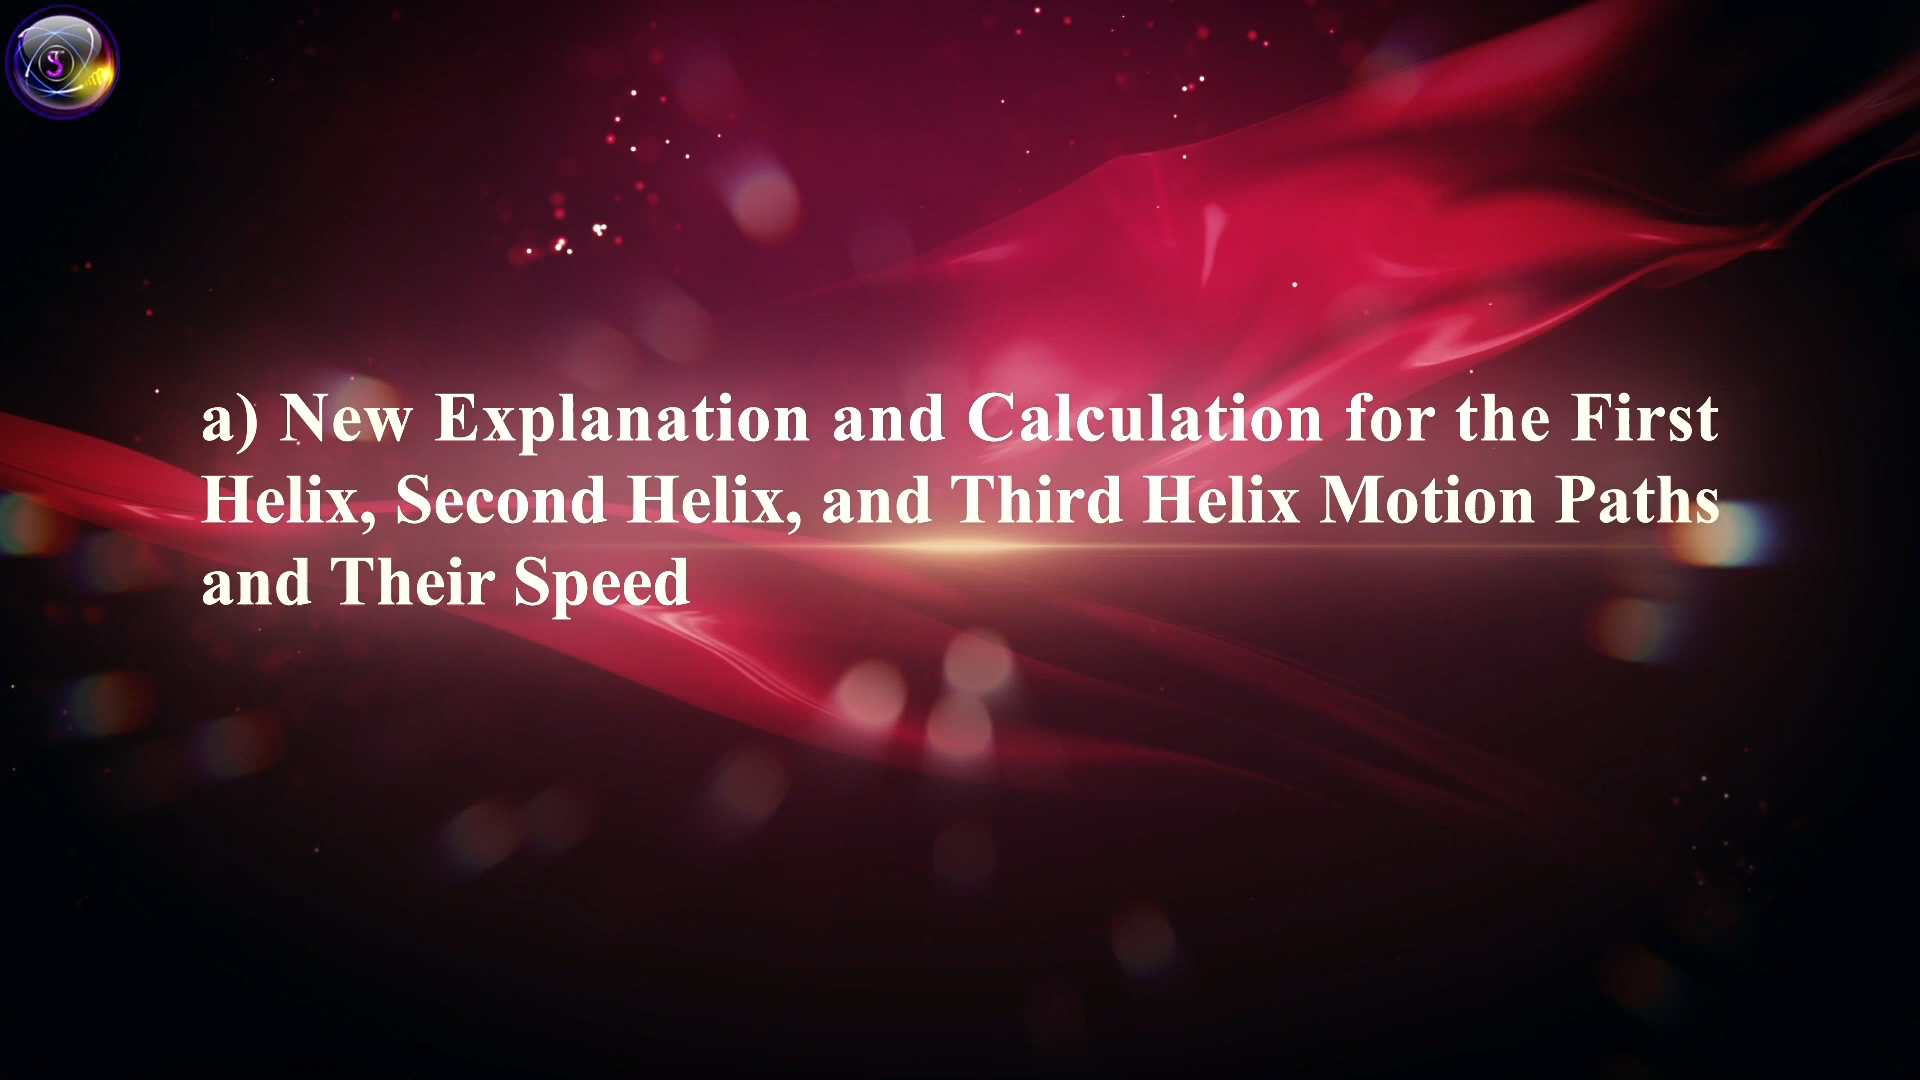 a) New Explanation and Calculation for the First
Helix, Second Helix, and Third Helix Motion Paths
and Their Speed